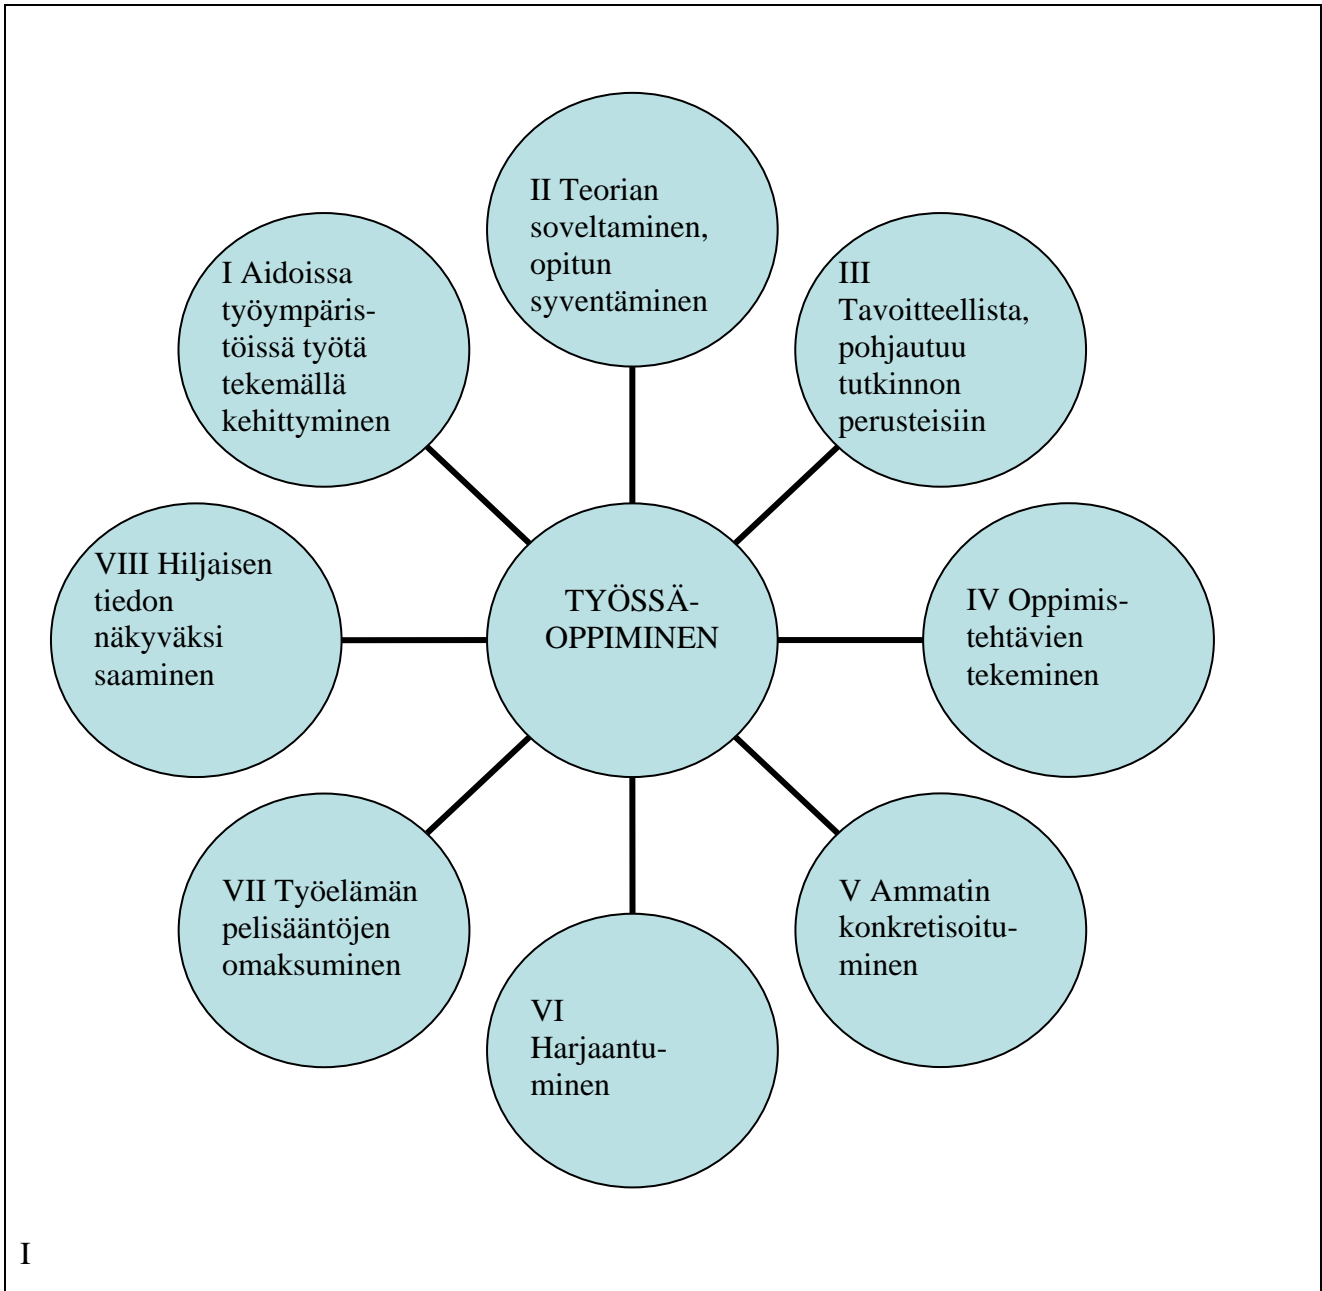 II Teorian
soveltaminen,
opitun
syventäminen
I Aidoissa
työympäris-
töissä työtä
tekemällä
kehittyminen
III
Tavoitteellista,
pohjautuu
tutkinnon
perusteisiin
VIII Hiljaisen
tiedon
näkyväksi
saaminen
TYÖSSÄ-
OPPIMINEN
IV Oppimis-
tehtävien
tekeminen
VII Työelämän
pelisääntöjen
omaksuminen
V Ammatin
konkretisoitu-
minen
VI
Harjaantu-
minen
I